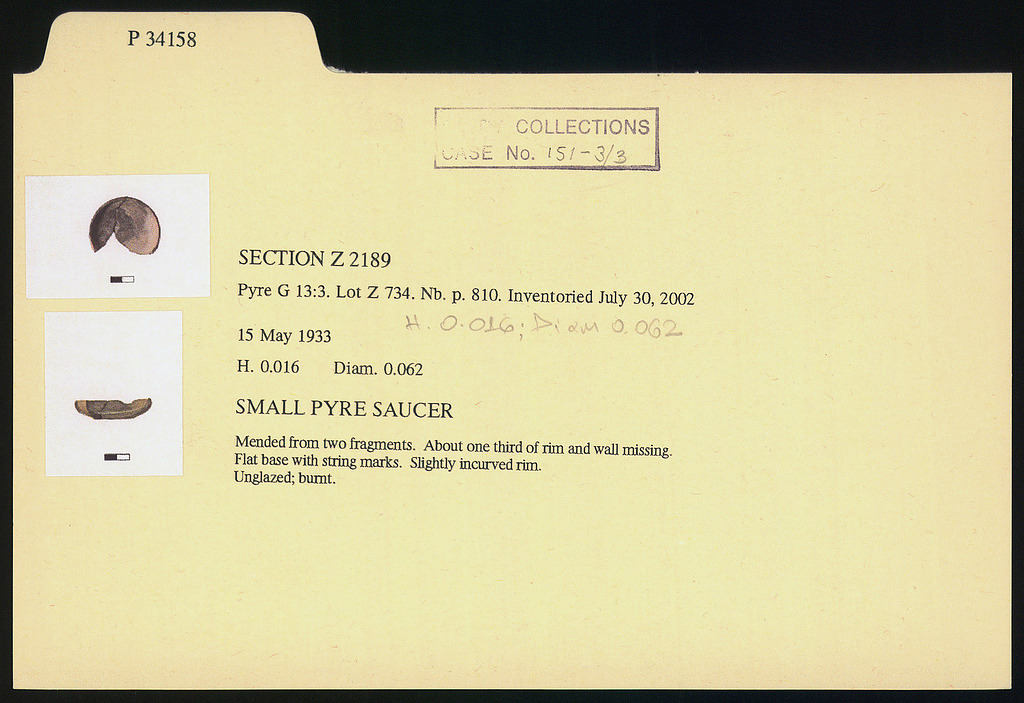 P 34158
COLLECTIONS
CASE No. 151-3/3
SECTION Z 2189
Pyre G 13:3. Lot Z 734. Nb. p. 810. Inventoried July 30, 2002
H. 0.016; Diam 0.062
15 May 1933
H. 0.016 Diam. 0.062
SMALL PYRE SAUCER
Mended from two fragments. About one third of rim and wall missing.
Flat base with string marks. Slightly incurved rim.
Unglazed; burnt.